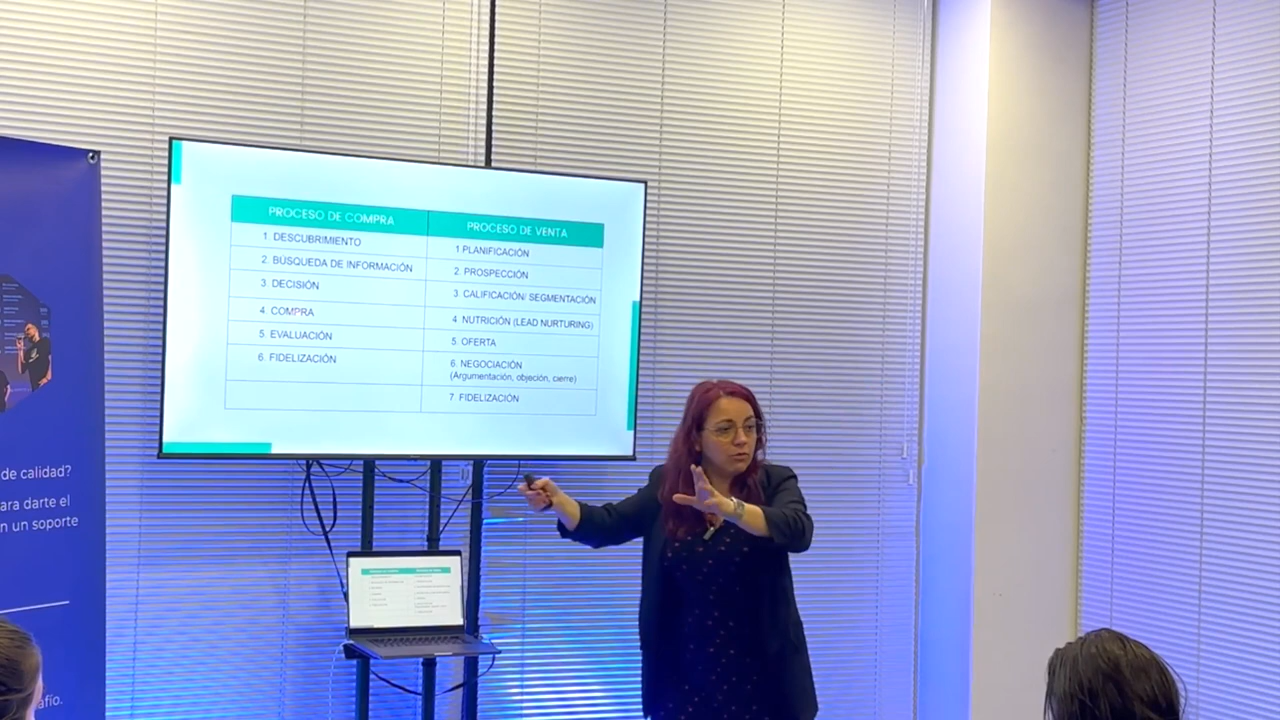 PROCESO DE COMPRA
PROCESO DE VENTA
1. DESCUBRIMIENTO
1 PLANIFICACIÓN
2. BÚSQUEDA DE INFORMACIÓN
2. PROSPECCIÓN
3. DECISIÓN
3 CALIFICACIÓN/ SEGMENTACIÓN
4. COMPRA
4 NUTRICIÓN (LEAD NURTURING)
5. EVALUACIÓN
5. OFERTA
6. FIDELIZACIÓN
6. NEGOCIACIÓN
(Argumentación, objeción, cierre)
7. FIDELIZACIÓN
de calidad?
ara darte el
n un soporte
afío.